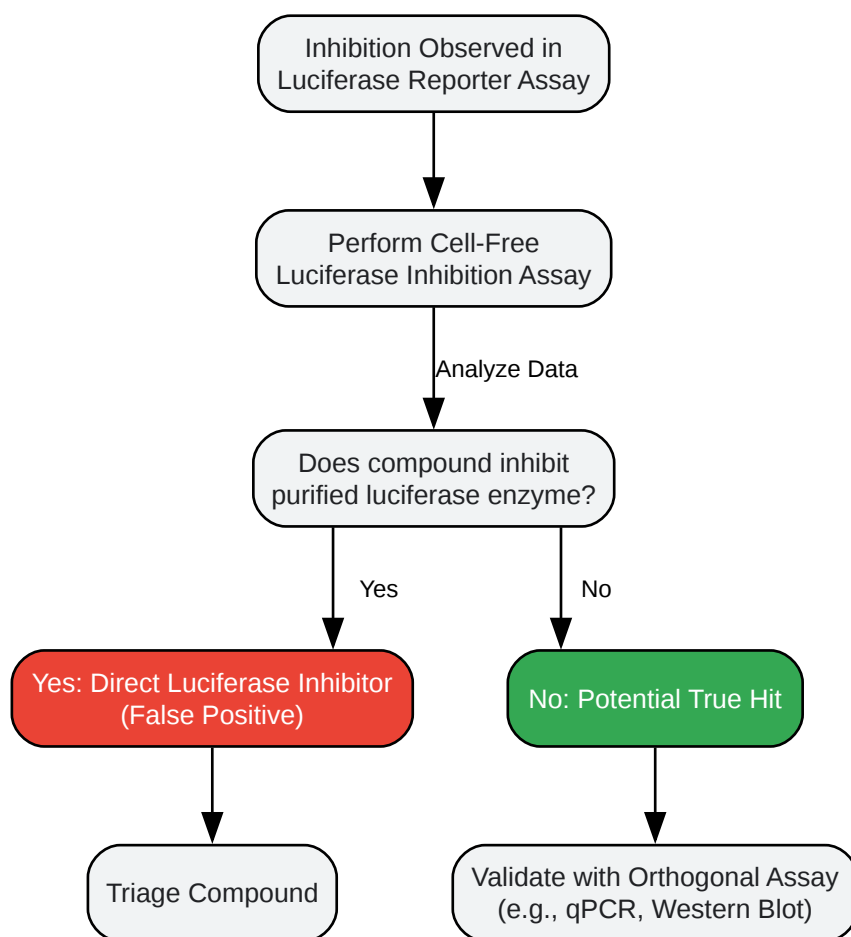 Inhibition Observed in
Luciferase Reporter Assay
Perform Cell-Free
Luciferase Inhibition Assay
Analyze Data
Does compound inhibit
purified luciferase enzyme?
Yes
No
Yes: Direct Luciferase Inhibitor
(False Positive)
No: Potential True Hit
Triage Compound
Validate with Orthogonal Assay
(e.g., qPCR, Western Blot)